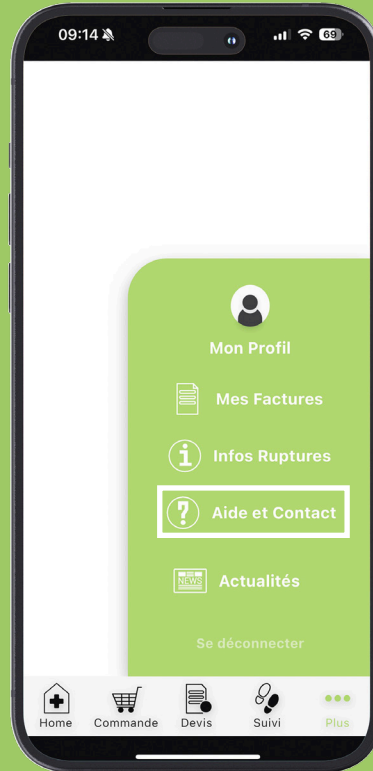 09:14
69
Mon Profil
Mes Factures
Infos Ruptures
Aide et Contact
NEWS
Actualités
Se déconnecter
Home Commande Devis Suivi Plus